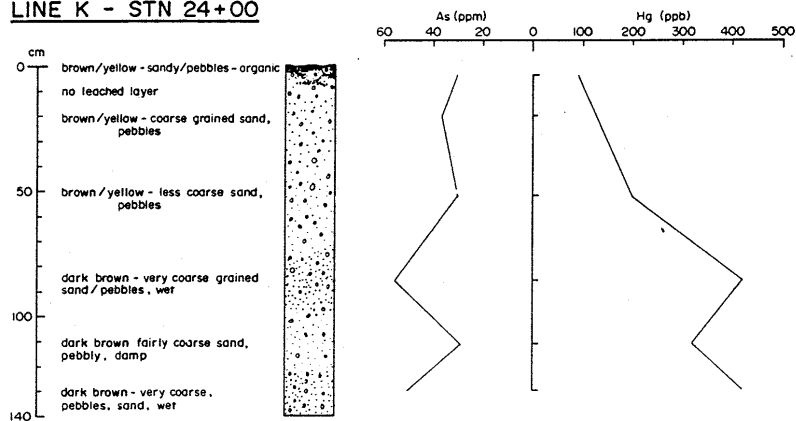 LINE K - STN 24+00
As (ppm)
Hg (ppb)
60 40 20 0 100 200 300 400 500
cm
0
brown/yellow - sandy/pebbles - organic
no leached layer
brown/yellow - coarse grained sand,
pebbles
50
brown/yellow - less coarse sand,
pebbles
dark brown - very coarse grained
sand/pebbles, wet
100
dark brown fairly coarse sand,
pebbly, damp
dark brown - very coarse,
pebbles, sand, wet
140